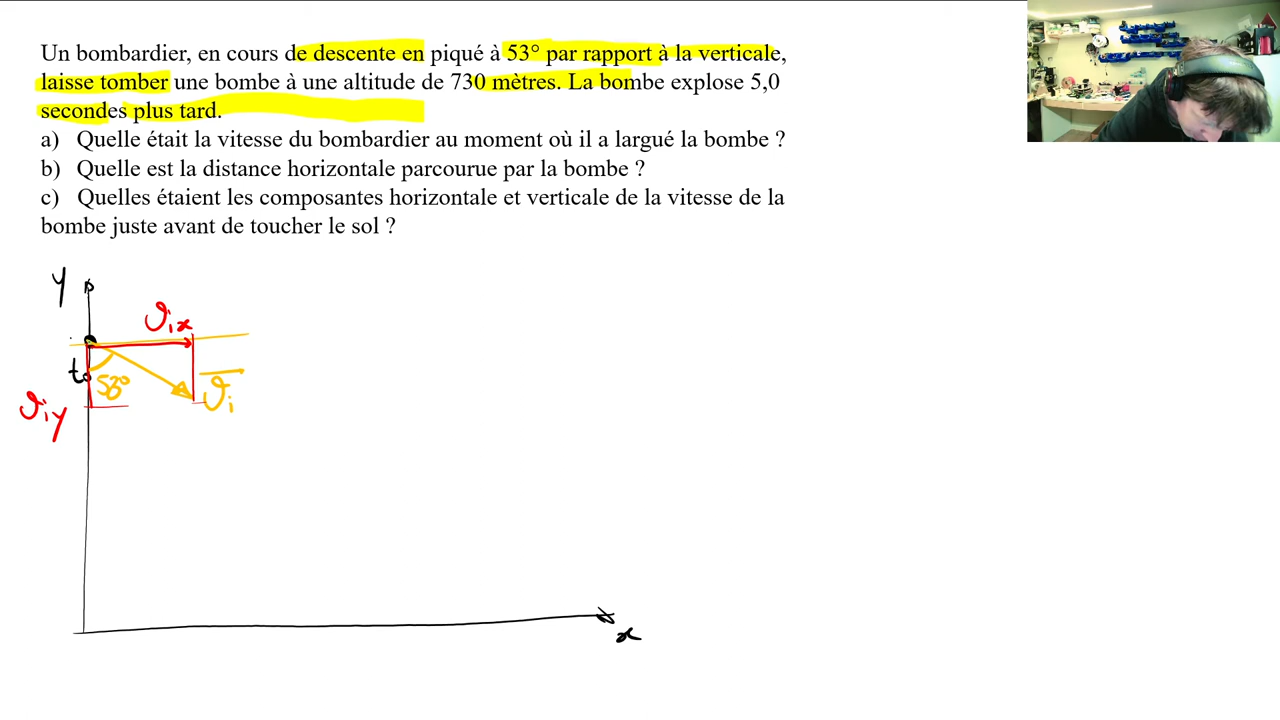 Un bombardier, en cours de descente en piqué à 53° par rapport à la verticale,
laisse tomber une bombe à une altitude de 730 mètres. La bombe explose 5,0
secondes plus tard.
a) Quelle était la vitesse du bombardier au moment où il a largué la bombe ?
b) Quelle est la distance horizontale parcourue par la bombe ?
c) Quelles étaient les composantes horizontale et verticale de la vitesse de la
bombe juste avant de toucher le sol ?
y
ϑix
t₀
53°
ϑi
ϑiy
x